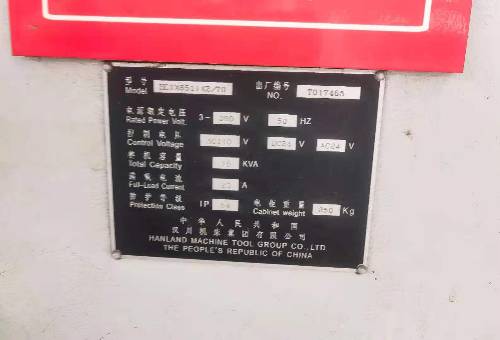 型号 Model
出厂编号 NO. T017460
电源额定电压
Rated Power Volt. 3- 380 V 50 HZ
控制电压
Control Voltage V DC24 V AC24 V
整机容量
Total Capacity KVA
满载电流
Full-Load Current A
防护等级 电柜重量
Protection Class IP 54 Cabinet weight Kg
中华人民共和国
汉川机床集团有限公司
HANLAND MACHINE TOOL GROUP CO., LTD.
THE PEOPLE'S REPUBLIC OF CHINA